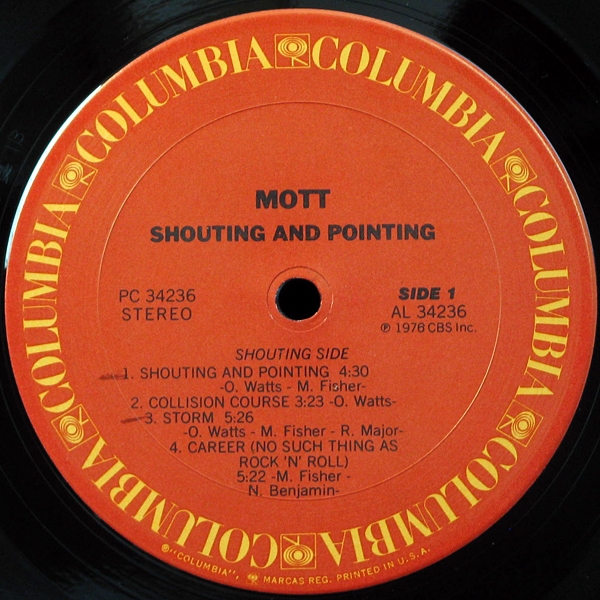 COLUMBIA COLUMBIA COLUMBIA COLUMBIA COLUMBIA COLUMBIA COLUMBIA COLUMBIA
MOTT
SHOUTING AND POINTING
PC 34236
STEREO
SIDE 1
AL 34236
℗ 1976 CBS Inc.
SHOUTING SIDE
1. SHOUTING AND POINTING 4:30
-O. Watts - M. Fisher-
2. COLLISION COURSE 3:23 -O. Watts-
3. STORM 5:26
-O. Watts - M. Fisher - R. Major-
4. CAREER (NO SUCH THING AS
ROCK 'N' ROLL)
5:22 -M. Fisher -
N. Benjamin-
®"COLUMBIA", MARCAS REG. PRINTED IN U.S.A.